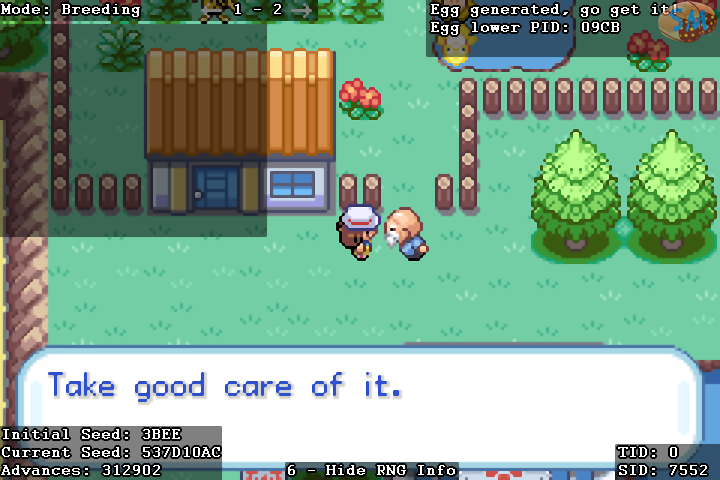 Mode: Breeding
1 - 2
Egg generated, go get it!
Egg lower PID: 09CB
SM
Take good care of it.
Initial Seed: 3BEE
Current Seed: 537D10AC
Advances: 312902
6 - Hide RNG Info
TID: 0
SID: 7552